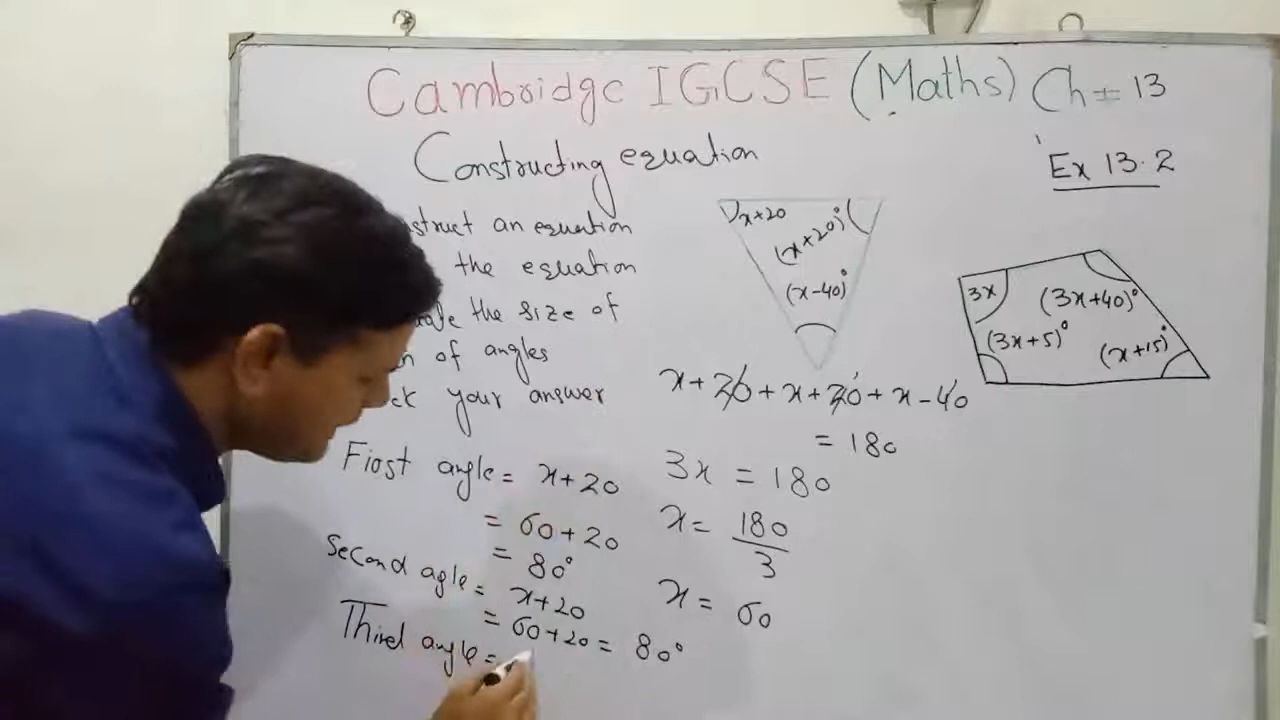 Cambridge IGCSE (Maths) Ch - 13
Constructing equation
Ex 13.2
struct an equation
the equation
the size of
of angles
your answer
x+20
(x+20)°
(x-40)°
3x
(3x+40)°
(3x+5)°
(x+15)°
x+20+x+20+x-40
= 180
3x = 180
x = 180/3
x = 60
First angle = x+20
= 60+20
= 80°
Second agle = x+20
= 60+20 = 80°
Third angle =